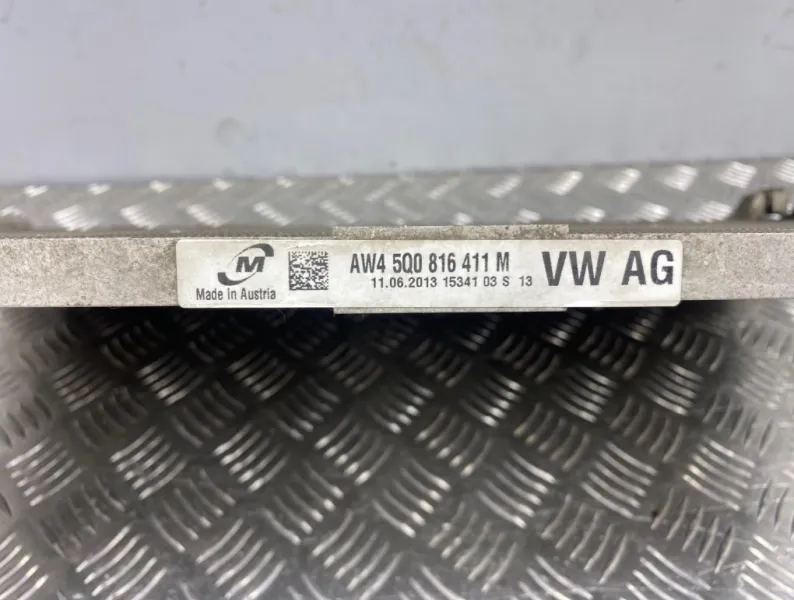 M
Made in Austria
AW4 5Q0 816 411 M
11.06.2013 15341 03 S 13
VW AG